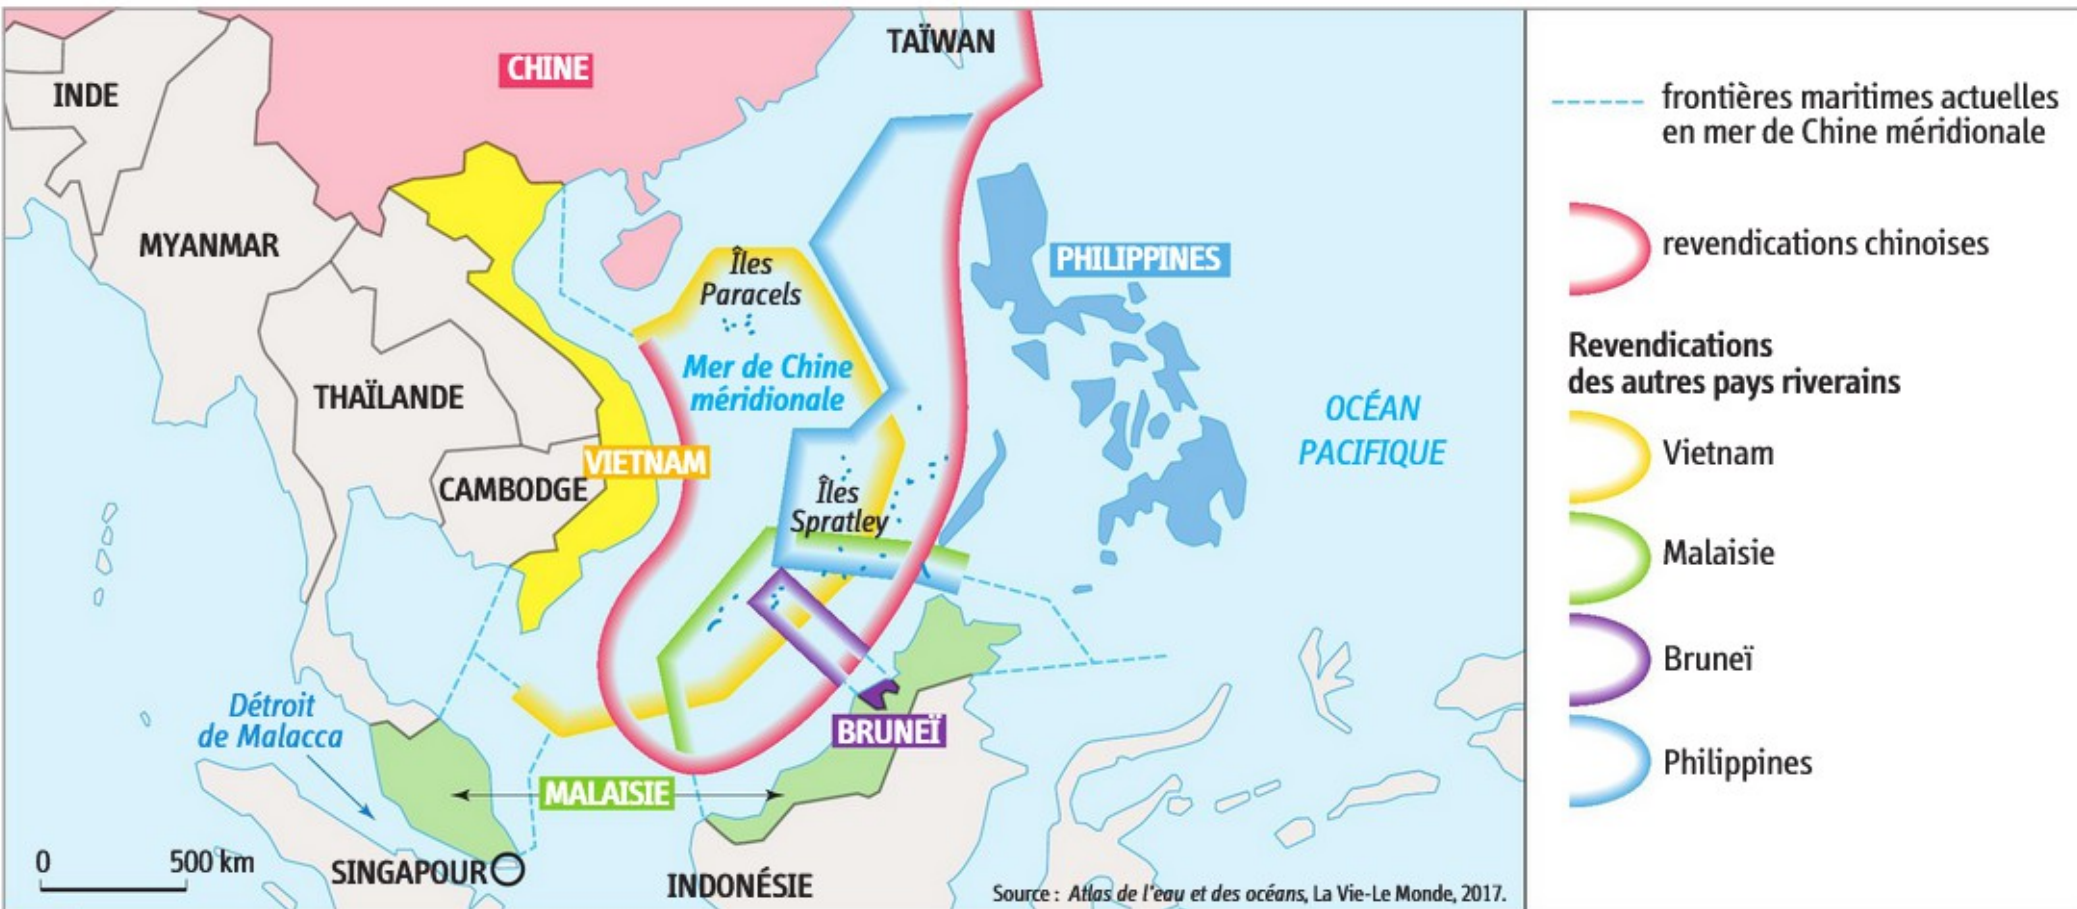 TAÏWAN
CHINE
INDE
MYANMAR
Îles
Paracels
PHILIPPINES
Mer de Chine
méridionale
THAÏLANDE
OCÉAN
PACIFIQUE
VIETNAM
CAMBODGE
Îles
Spratley
Détroit
de Malacca
BRUNEÏ
MALAISIE
0 500 km
SINGAPOUR
INDONÉSIE
Source : Atlas de l'eau et des océans, La Vie-Le Monde, 2017.
frontières maritimes actuelles
en mer de Chine méridionale
revendications chinoises
Revendications
des autres pays riverains
Vietnam
Malaisie
Bruneï
Philippines